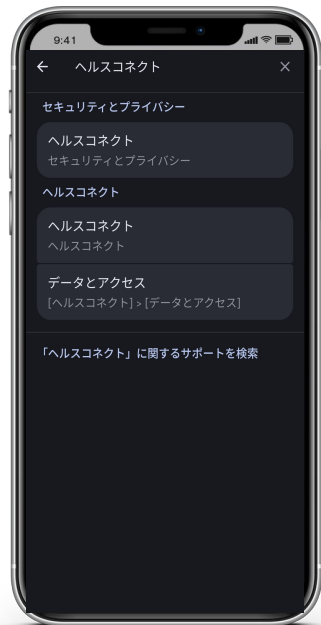 9:41
ヘルスコネクト
セキュリティとプライバシー
ヘルスコネクト
セキュリティとプライバシー
ヘルスコネクト
ヘルスコネクト
ヘルスコネクト
データとアクセス
[ヘルスコネクト] > [データとアクセス]
「ヘルスコネクト」に関するサポートを検索